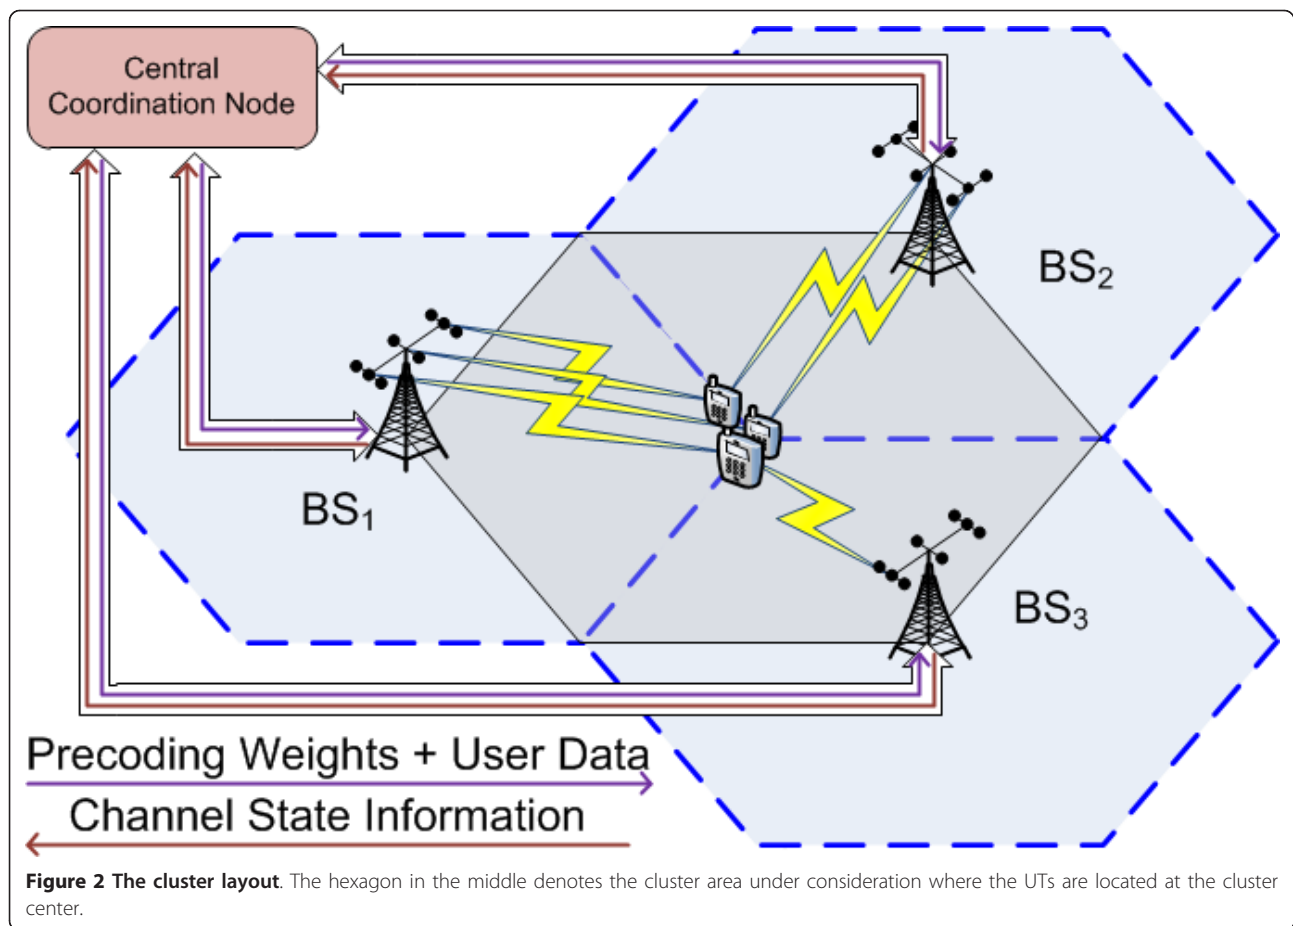 Central
Coordination Node
BS2
BS1
BS3
Precoding Weights + User Data
Channel State Information
Figure 2 The cluster layout. The hexagon in the middle denotes the cluster area under consideration where the UTs are located at the cluster
center.